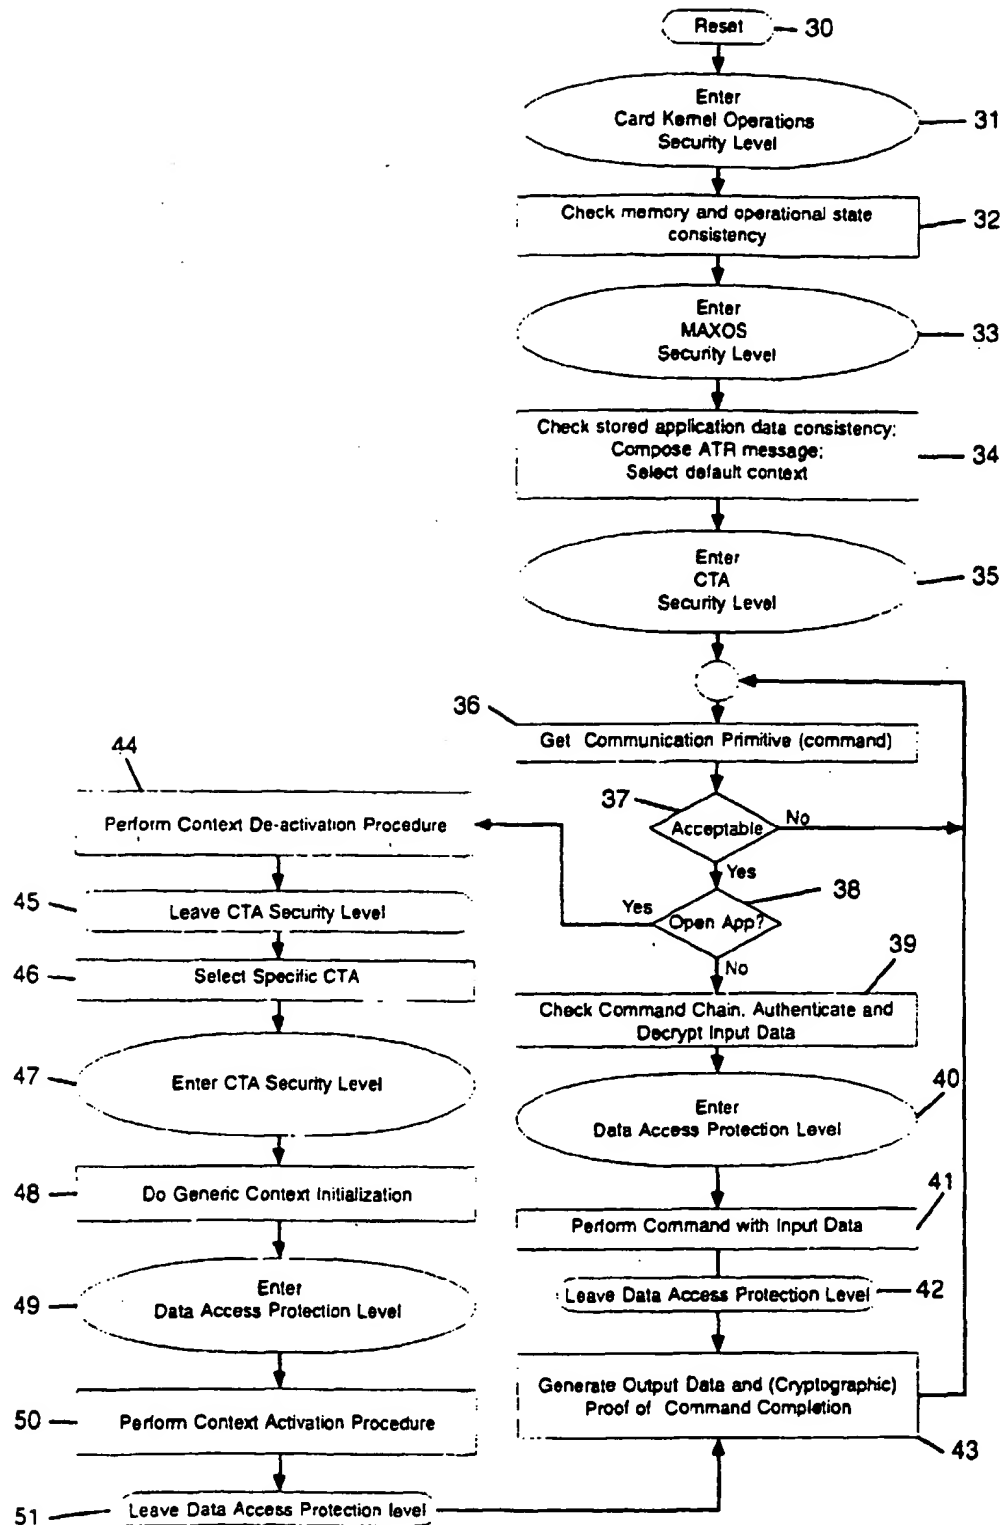 Reset
30
Enter
Card Kernel Operations
Security Level
31
Check memory and operational state
consistency
32
Enter
MAXOS
Security Level
33
Check stored application data consistency;
Compose ATR message;
Select default context
34
Enter
CTA
Security Level
35
36
Get Communication Primitive (command)
37
Acceptable
No
Yes
38
Open App?
Yes
No
39
Check Command Chain, Authenticate and
Decrypt Input Data
40
Enter
Data Access Protection Level
41
Perform Command with Input Data
Leave Data Access Protection Level
42
Generate Output Data and (Cryptographic)
Proof of Command Completion
43
44
Perform Context De-activation Procedure
45
Leave CTA Security Level
46
Select Specific CTA
47
Enter CTA Security Level
48
Do Generic Context Initialization
49
Enter
Data Access Protection Level
50
Perform Context Activation Procedure
51
Leave Data Access Protection level